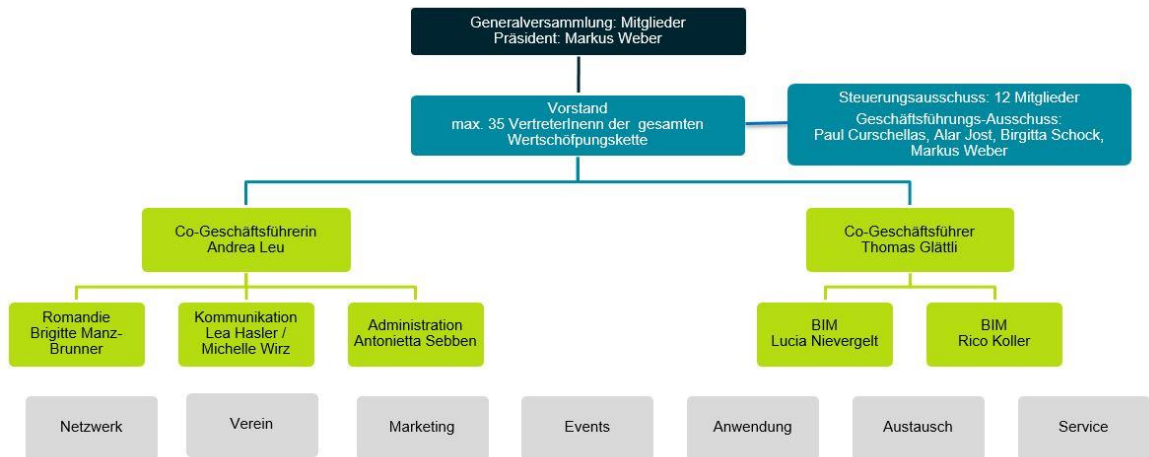 Generalversammlung: Mitglieder
Präsident: Markus Weber
Vorstand
max. 35 VertreterInenn der gesamten
Wertschöfpungskette
Steuerungsausschuss: 12 Mitglieder
Geschäftsführungs-Ausschuss:
Paul Curschellas, Alar Jost, Birgitta Schock,
Markus Weber
Co-Geschäftsführerin
Andrea Leu
Co-Geschäftsführer
Thomas Glättli
Romandie
Brigitte Manz-
Brunner
Kommunikation
Lea Hasler /
Michelle Wirz
Administration
Antonietta Sebben
BIM
Lucia Nievergelt
BIM
Rico Koller
Netzwerk
Verein
Marketing
Events
Anwendung
Austausch
Service